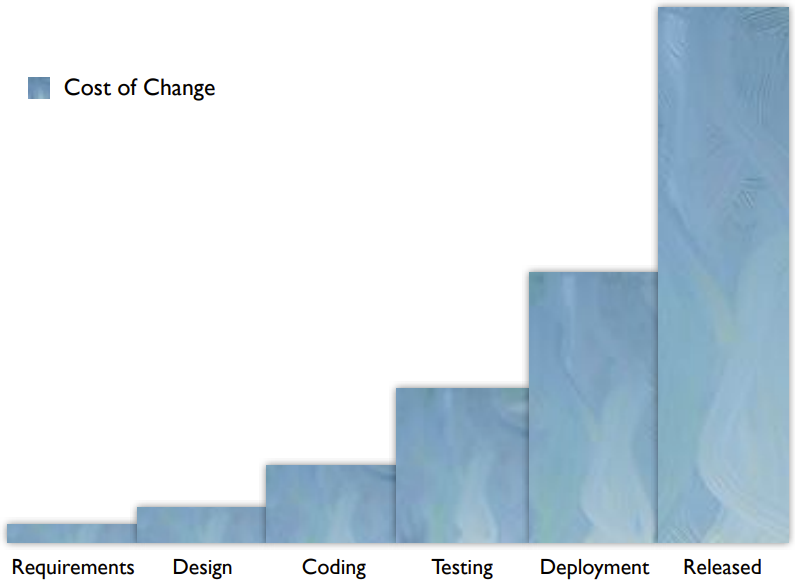 Cost of Change
Requirements Design Coding Testing Deployment Released